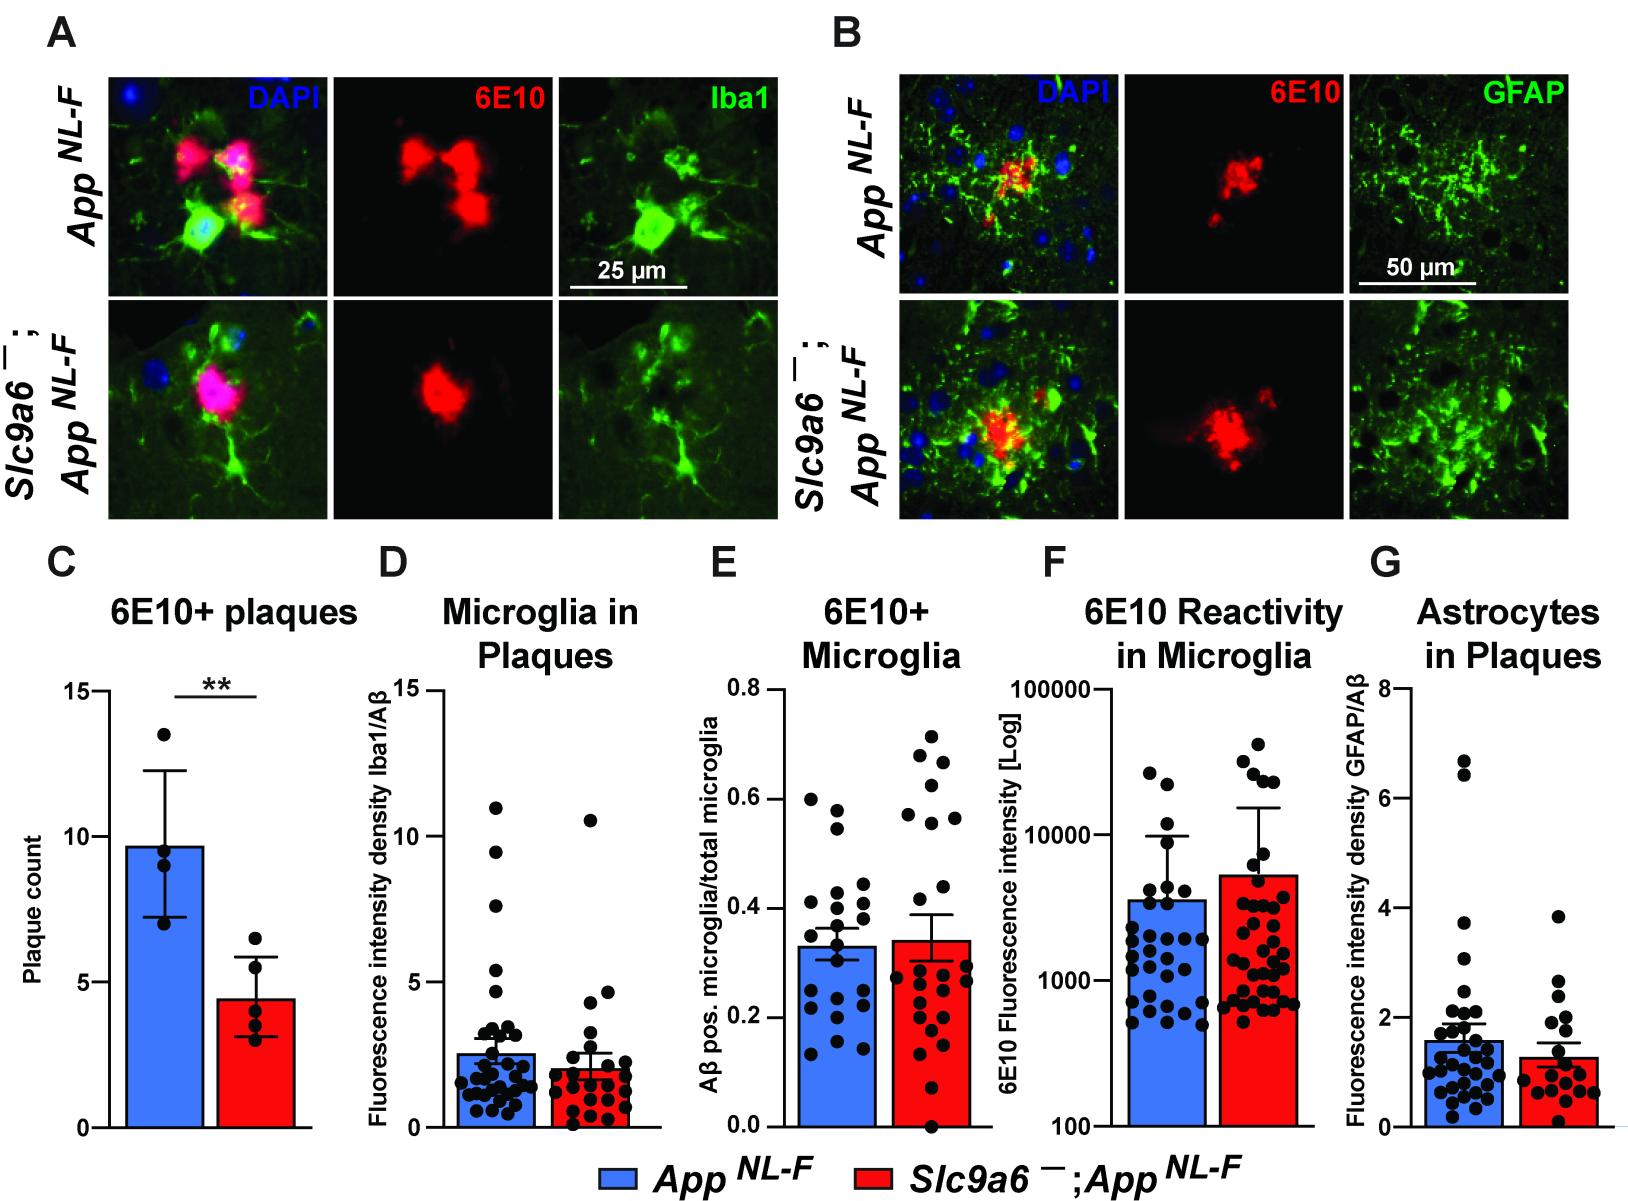 A
B
App NL-F
DAPI
6E10
Iba1
25 µm
App NL-F
DAPI
6E10
GFAP
50 µm
Slc9a6 — ;
App NL-F
Slc9a6 — ;
App NL-F
C
D
E
F
G
6E10+ plaques
Microglia in
Plaques
6E10+
Microglia
6E10 Reactivity
in Microglia
Astrocytes
in Plaques
Plaque count
15
10
5
0
**
Fluorescence intensity density Iba1/Aβ
15
10
5
0
Aβ pos. microglia/total microglia
0.8
0.6
0.4
0.2
0.0
6E10 Fluorescence intensity [Log]
100000
10000
1000
100
Fluorescence intensity density GFAP/Aβ
8
6
4
2
0
App NL-F
Slc9a6 — ;App NL-F